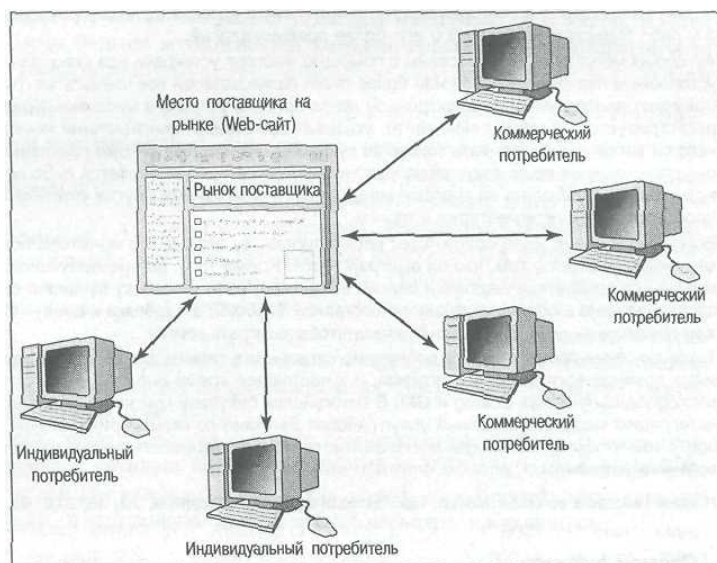 Место поставщика на
рынке (Web-сайт)
Рынок поставщика
Коммерческий
потребитель
Коммерческий
потребитель
Коммерческий
потребитель
Индивидуальный
потребитель
Индивидуальный потребитель